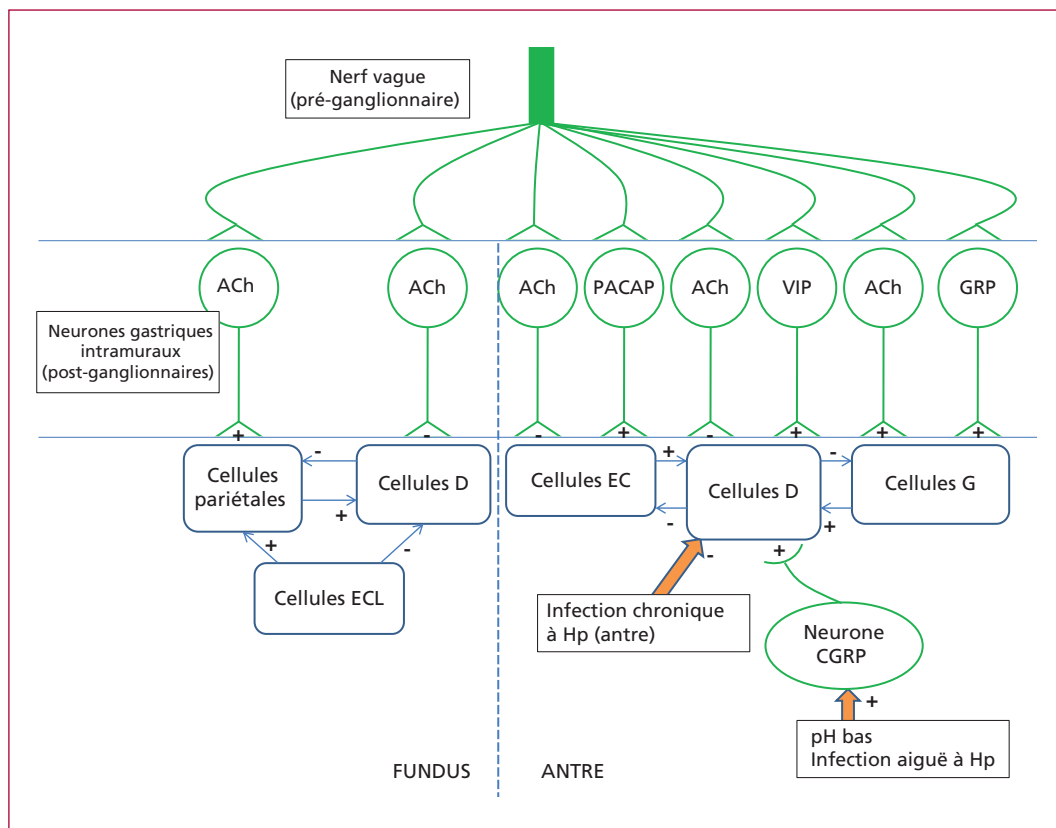 Nerf vague
(pré-ganglionnaire)
ACh
ACh
ACh
PACAP
ACh
VIP
ACh
GRP
Neurones gastriques
intramuraux
(post-ganglionnaires)
+
-
-
+
-
+
+
+
Cellules
pariétales
-
+
Cellules D
Cellules EC
+
-
Cellules D
-
+
Cellules G
+
-
Cellules ECL
-
+
Infection chronique
à Hp (antre)
Neurone
CGRP
+
pH bas
Infection aiguë à Hp
FUNDUS
ANTRE